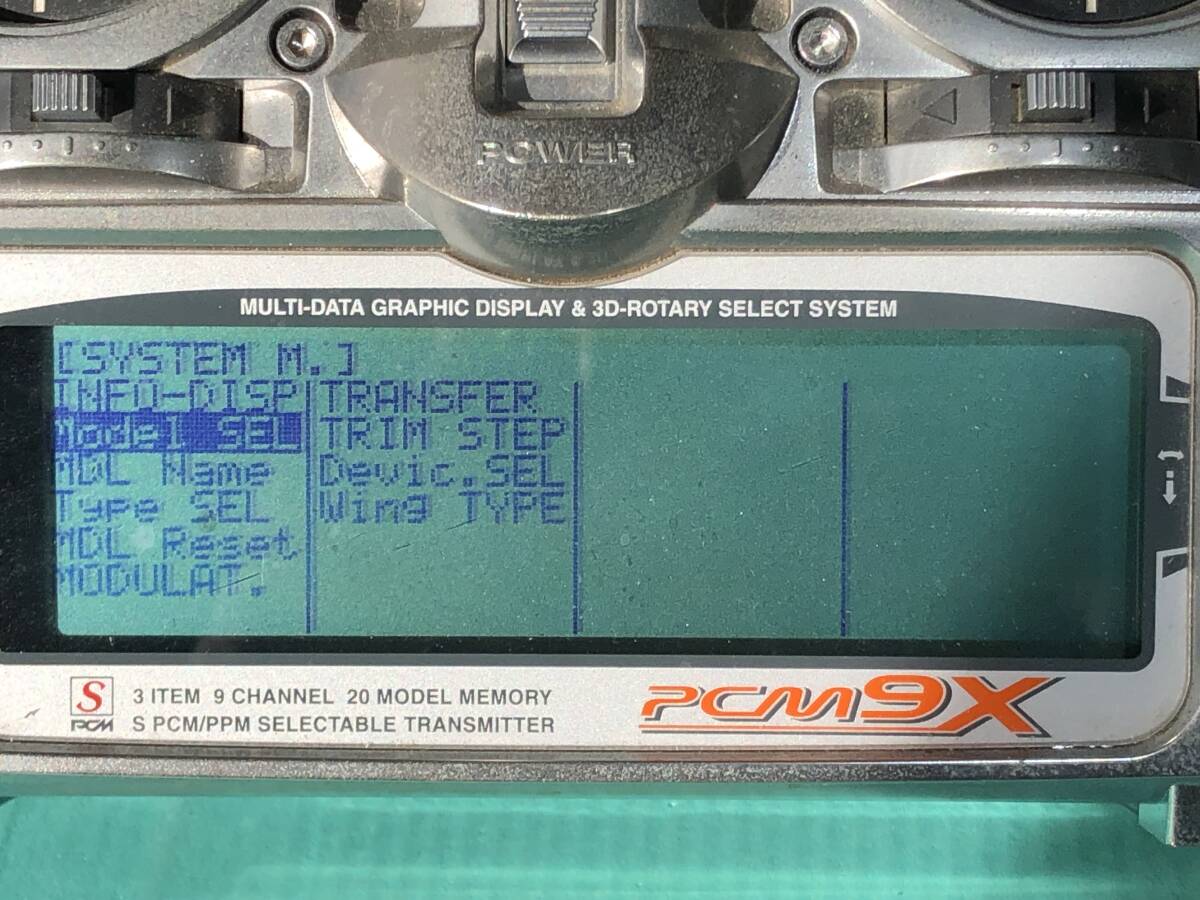 POWER
MULTI-DATA GRAPHIC DISPLAY & 3D-ROTARY SELECT SYSTEM
[SYSTEM M.]
INFO-DISP TRANSFER
Model SEL TRIM STEP
MDL Name Devic.SEL
Type SEL Wing TYPE
MDL Reset
MODULAT.
S 3 ITEM 9 CHANNEL 20 MODEL MEMORY
PCM S PCM/PPM SELECTABLE TRANSMITTER
PCM9X